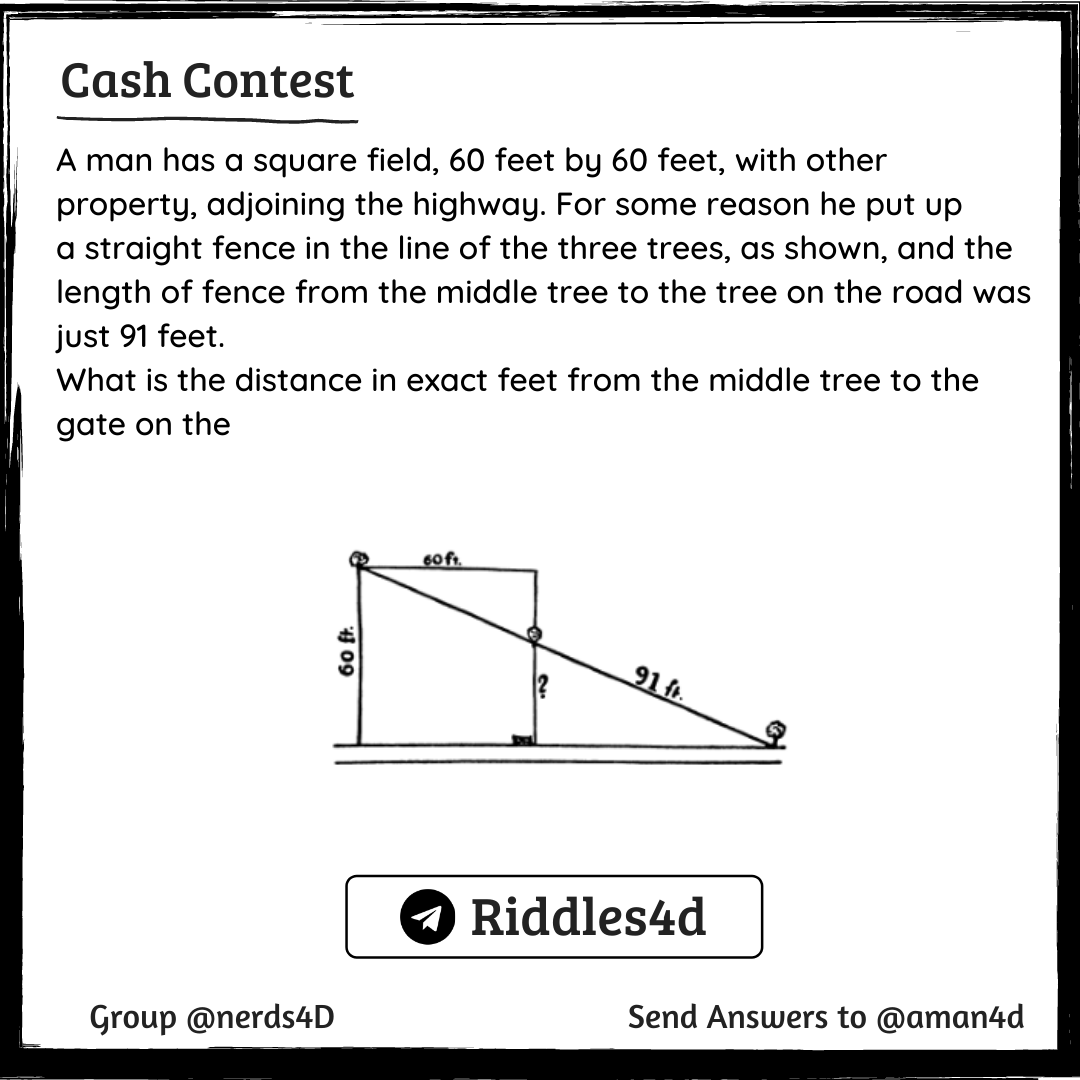 Cash Contest
A man has a square field, 60 feet by 60 feet, with other
property, adjoining the highway. For some reason he put up
a straight fence in the line of the three trees, as shown, and the
length of fence from the middle tree to the tree on the road was
just 91 feet.
What is the distance in exact feet from the middle tree to the
gate on the
60 ft.
60 ft.
?
91 ft.
Riddles4d
Group @nerds4D
Send Answers to @aman4d